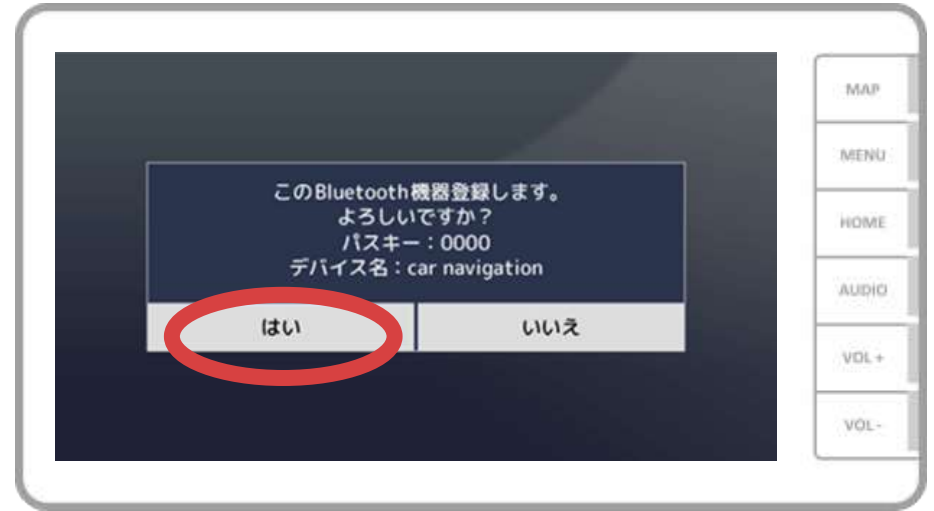 このBluetooth機器登録します。
よろしいですか？
パスキー：0000
デバイス名：car navigation
はい
いいえ
MAP
MENU
HOME
AUDIO
VOL +
VOL -